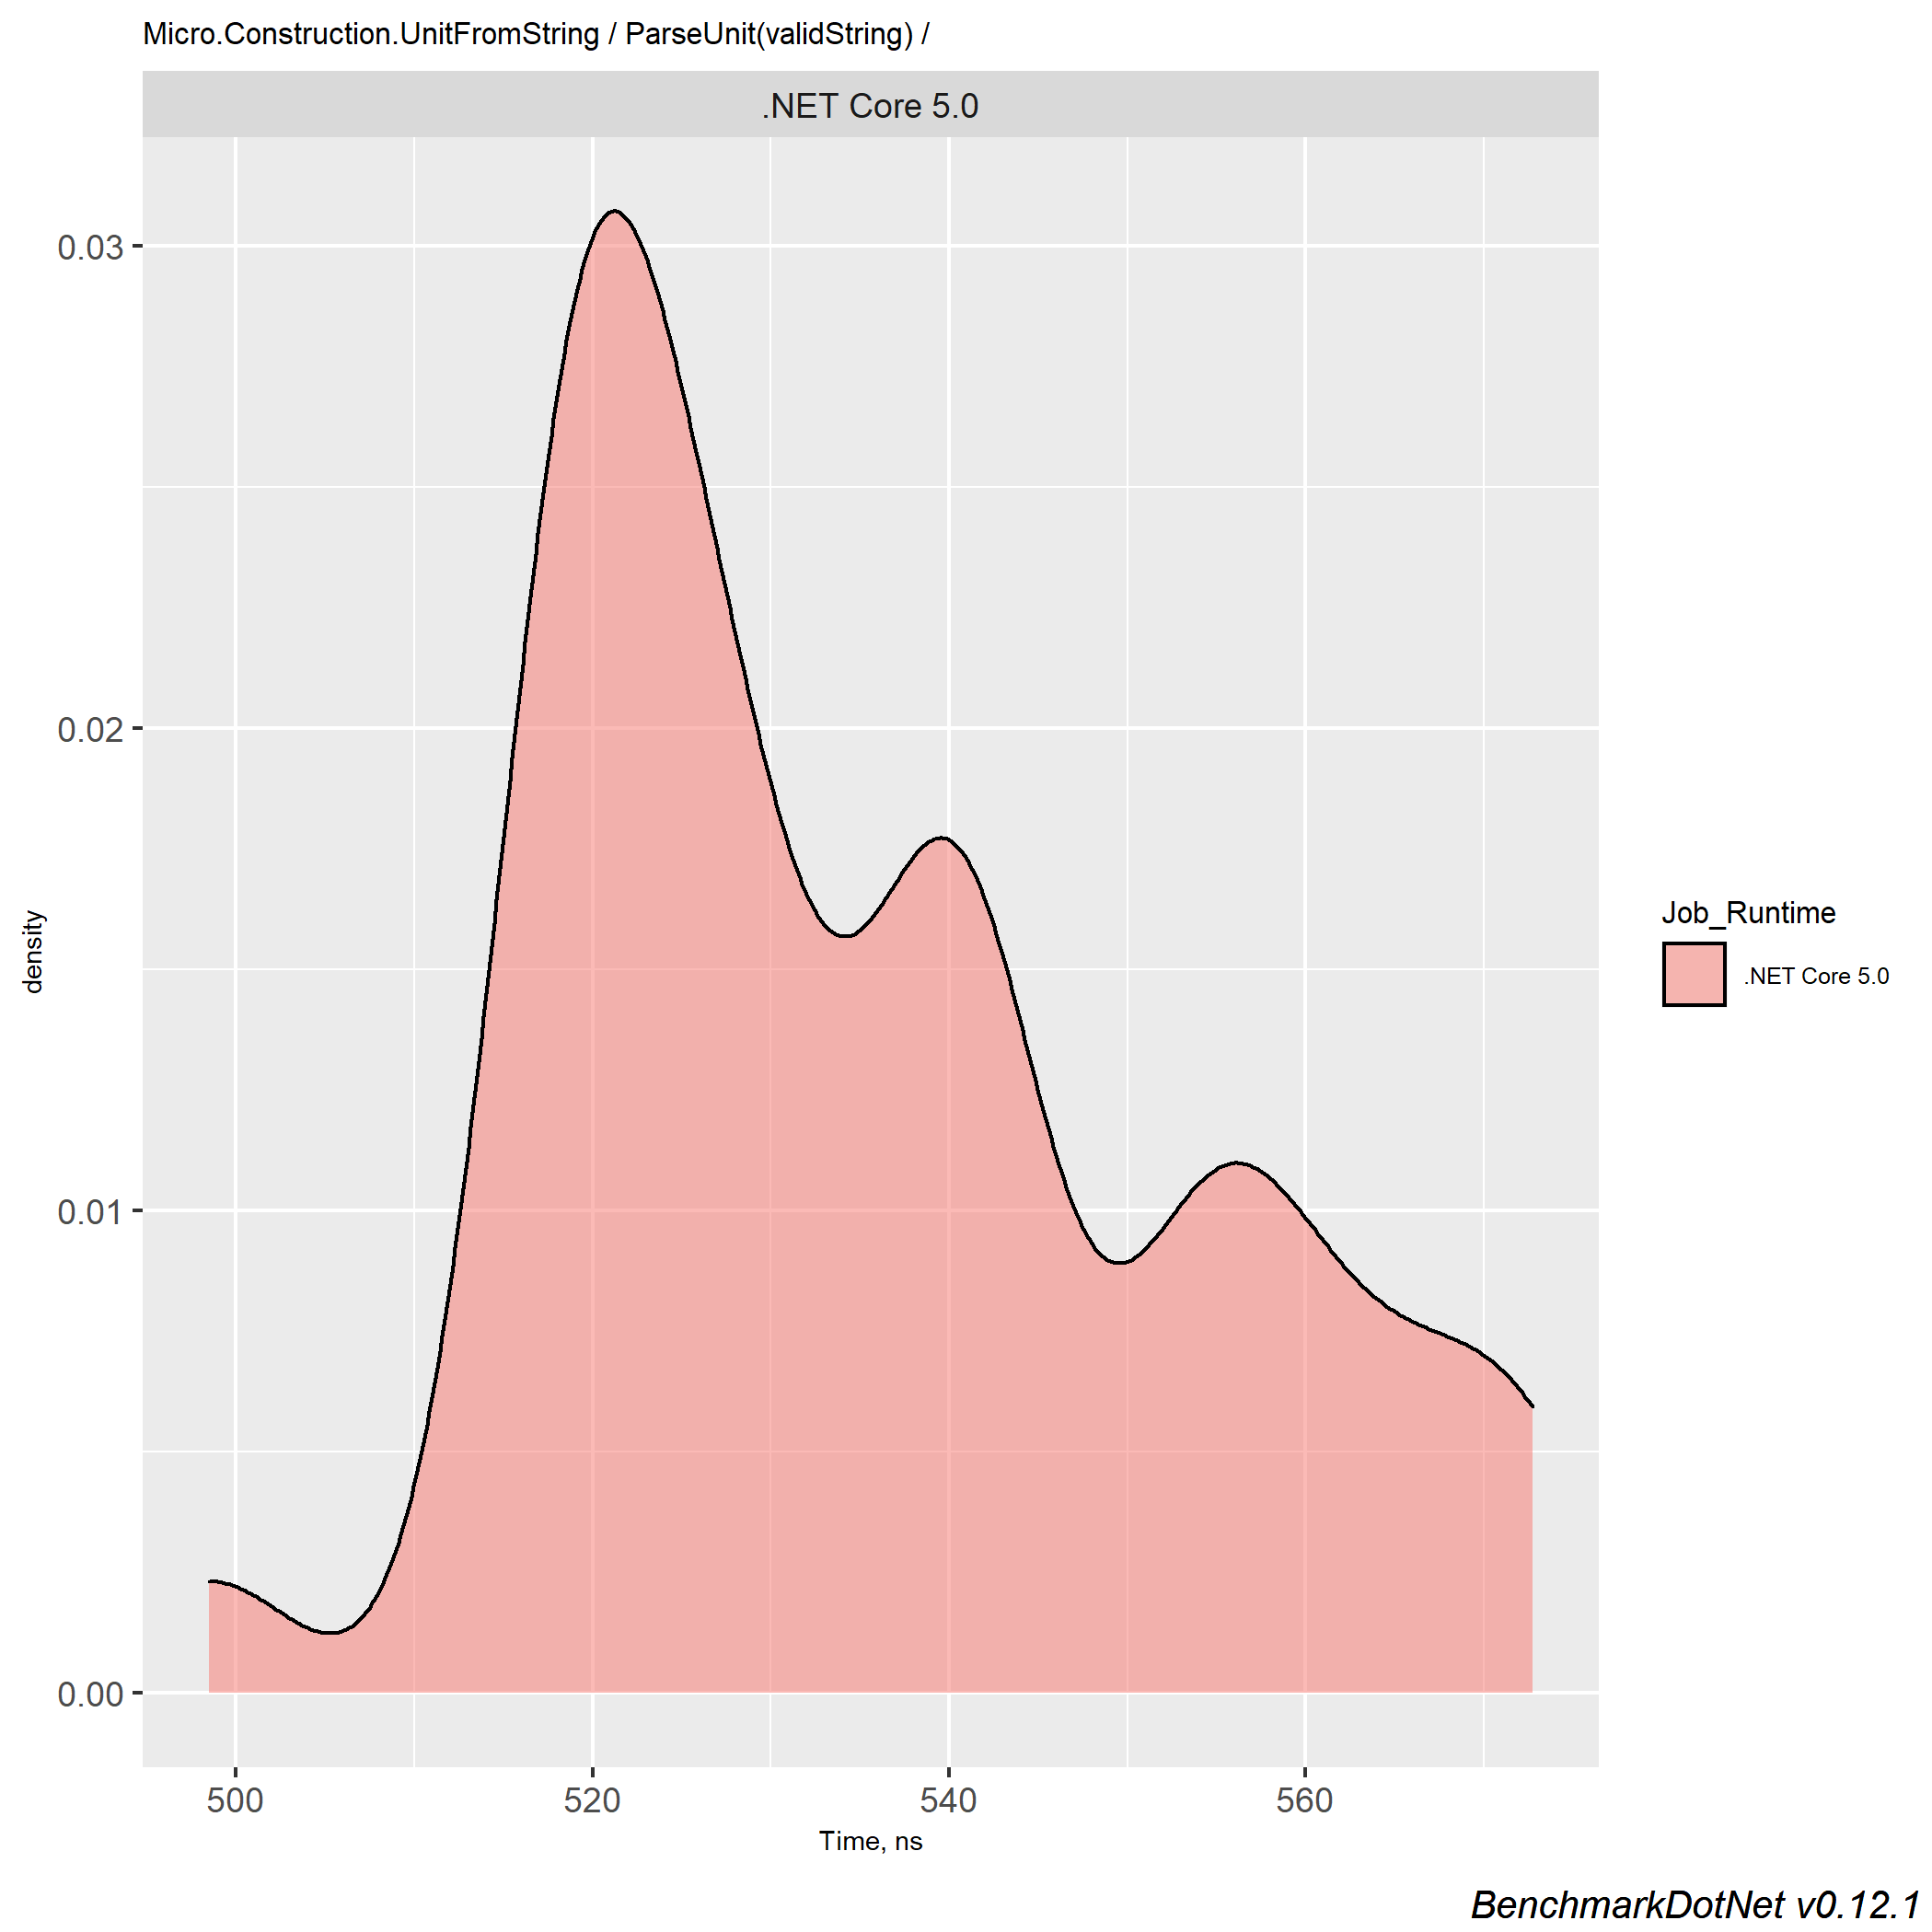 Micro.Construction.UnitFromString / ParseUnit(validString) /
.NET Core 5.0
0.03
0.02
0.01
0.00
density
500 520 540 560
Time, ns
Job_Runtime
.NET Core 5.0
BenchmarkDotNet v0.12.1